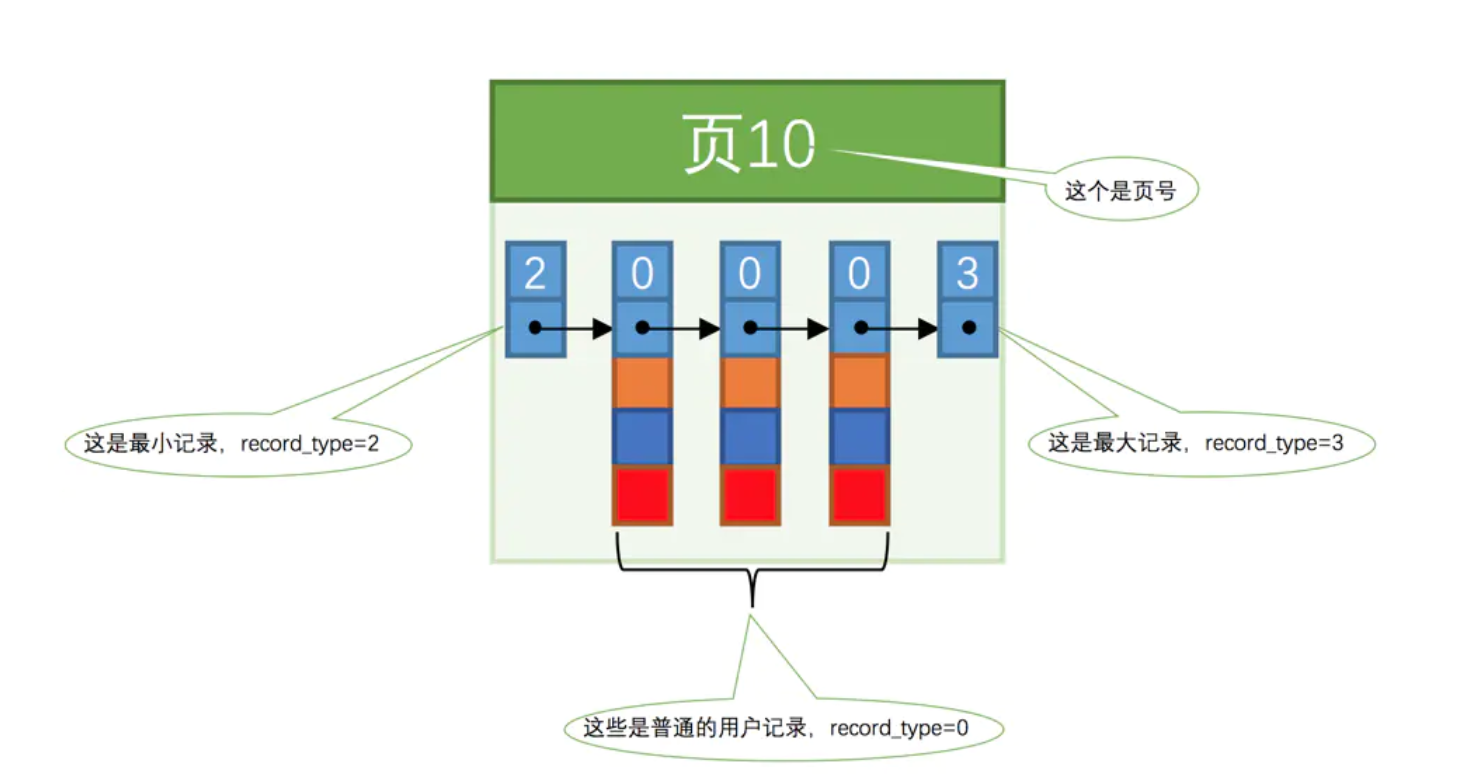 页10
这个是页号
2 0 0 0 3
这是最小记录，record_type=2
这是最大记录，record_type=3
这些是普通的用户记录，record_type=0